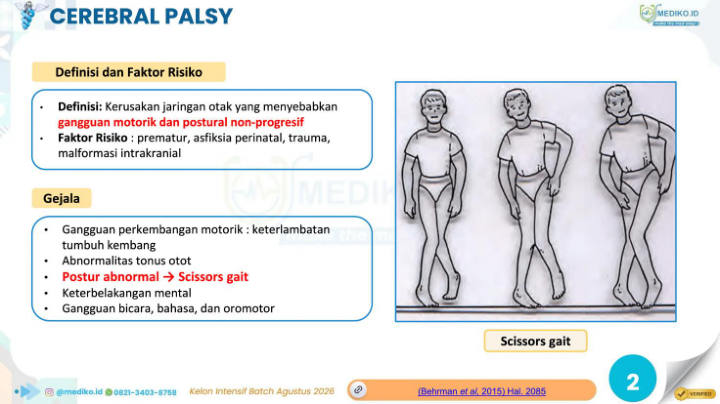 CEREBRAL PALSY
MEDIKO.ID
Definisi dan Faktor Risiko
• Definisi: Kerusakan jaringan otak yang menyebabkan
gangguan motorik dan postural non-progresif
• Faktor Risiko : prematur, asfiksia perinatal, trauma,
malformasi intrakranial
Gejala
• Gangguan perkembangan motorik : keterlambatan
tumbuh kembang
• Abnormalitas tonus otot
• Postur abnormal → Scissors gait
• Keterbelakangan mental
• Gangguan bicara, bahasa, dan oromotor
Scissors gait
@mediko.id 0821-3403-8758
Kelon Intensif Batch Agustus 2026
(Behrman et al, 2015) Hal. 2085
2
VERIFIED